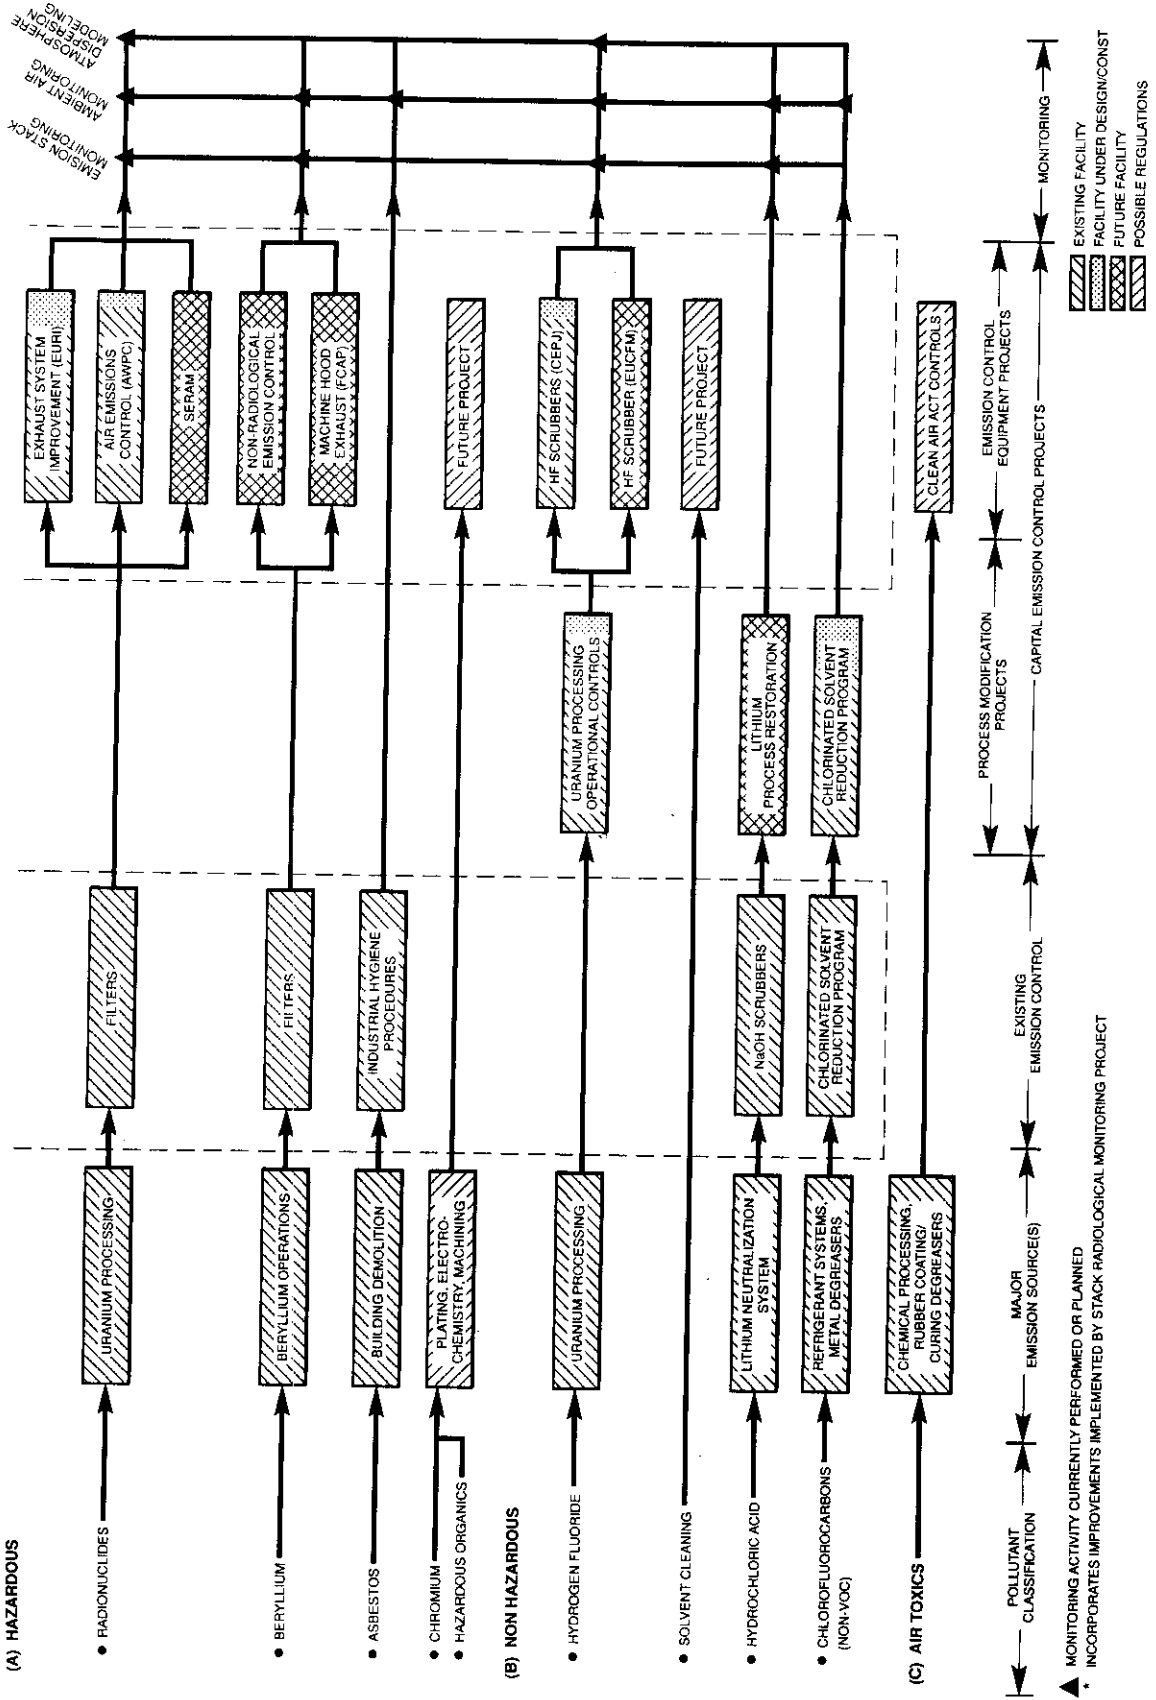 (A) HAZARDOUS
● RADIONUCLIDES
URANIUM PROCESSING
FILTERS
EXHAUST SYSTEM
IMPROVEMENT (EURI)
AIR EMISSIONS
CONTROL (AWPC)
SERAM
● BERYLLIUM
BERYLLIUM OPERATIONS
FILTERS
NON-RADIOLOGICAL
EMISSION CONTROL
MACHINE HOOD
EXHAUST (FCAP)
● ASBESTOS
BUILDING DEMOLITION
INDUSTRIAL HYGIENE
PROCEDURES
● CHROMIUM
● HAZARDOUS ORGANICS
PLATING, ELECTRO-
CHEMISTRY, MACHINING
FUTURE PROJECT
(B) NON HAZARDOUS
● HYDROGEN FLUORIDE
URANIUM PROCESSING
URANIUM PROCESSING
OPERATIONAL CONTROLS
HF SCRUBBERS (CEPJ)
HF SCRUBBER (EUCFM)
● SOLVENT CLEANING
FUTURE PROJECT
● HYDROCHLORIC ACID
LITHIUM NEUTRALIZATION
SYSTEM
NaOH SCRUBBERS
LITHIUM
PROCESS RESTORATION
● CHLOROFLUOROCARBONS
(NON-VOC)
REFRIGERANT SYSTEMS,
METAL DEGREASERS
CHLORINATED SOLVENT
REDUCTION PROGRAM
CHLORINATED SOLVENT
REDUCTION PROGRAM
(C) AIR TOXICS
CHEMICAL PROCESSING,
RUBBER COATING/
CURING DEGREASERS
CLEAN AIR ACT CONTROLS
EMISION STACK
MONITORING
AMBIENT AIR
MONITORING
ATMOSPHERE
DISPERSION
MODELING
POLLUTANT
CLASSIFICATION
MAJOR
EMISSION SOURCE(S)
EXISTING
EMISSION CONTROL
PROCESS MODIFICATION
PROJECTS
EMISSION CONTROL
EQUIPMENT PROJECTS
CAPITAL EMISSION CONTROL PROJECTS
MONITORING
▲ MONITORING ACTIVITY CURRENTLY PERFORMED OR PLANNED
* INCORPORATES IMPROVEMENTS IMPLEMENTED BY STACK RADIOLOGICAL MONITORING PROJECT
EXISTING FACILITY
FACILITY UNDER DESIGN/CONST
FUTURE FACILITY
POSSIBLE REGULATIONS